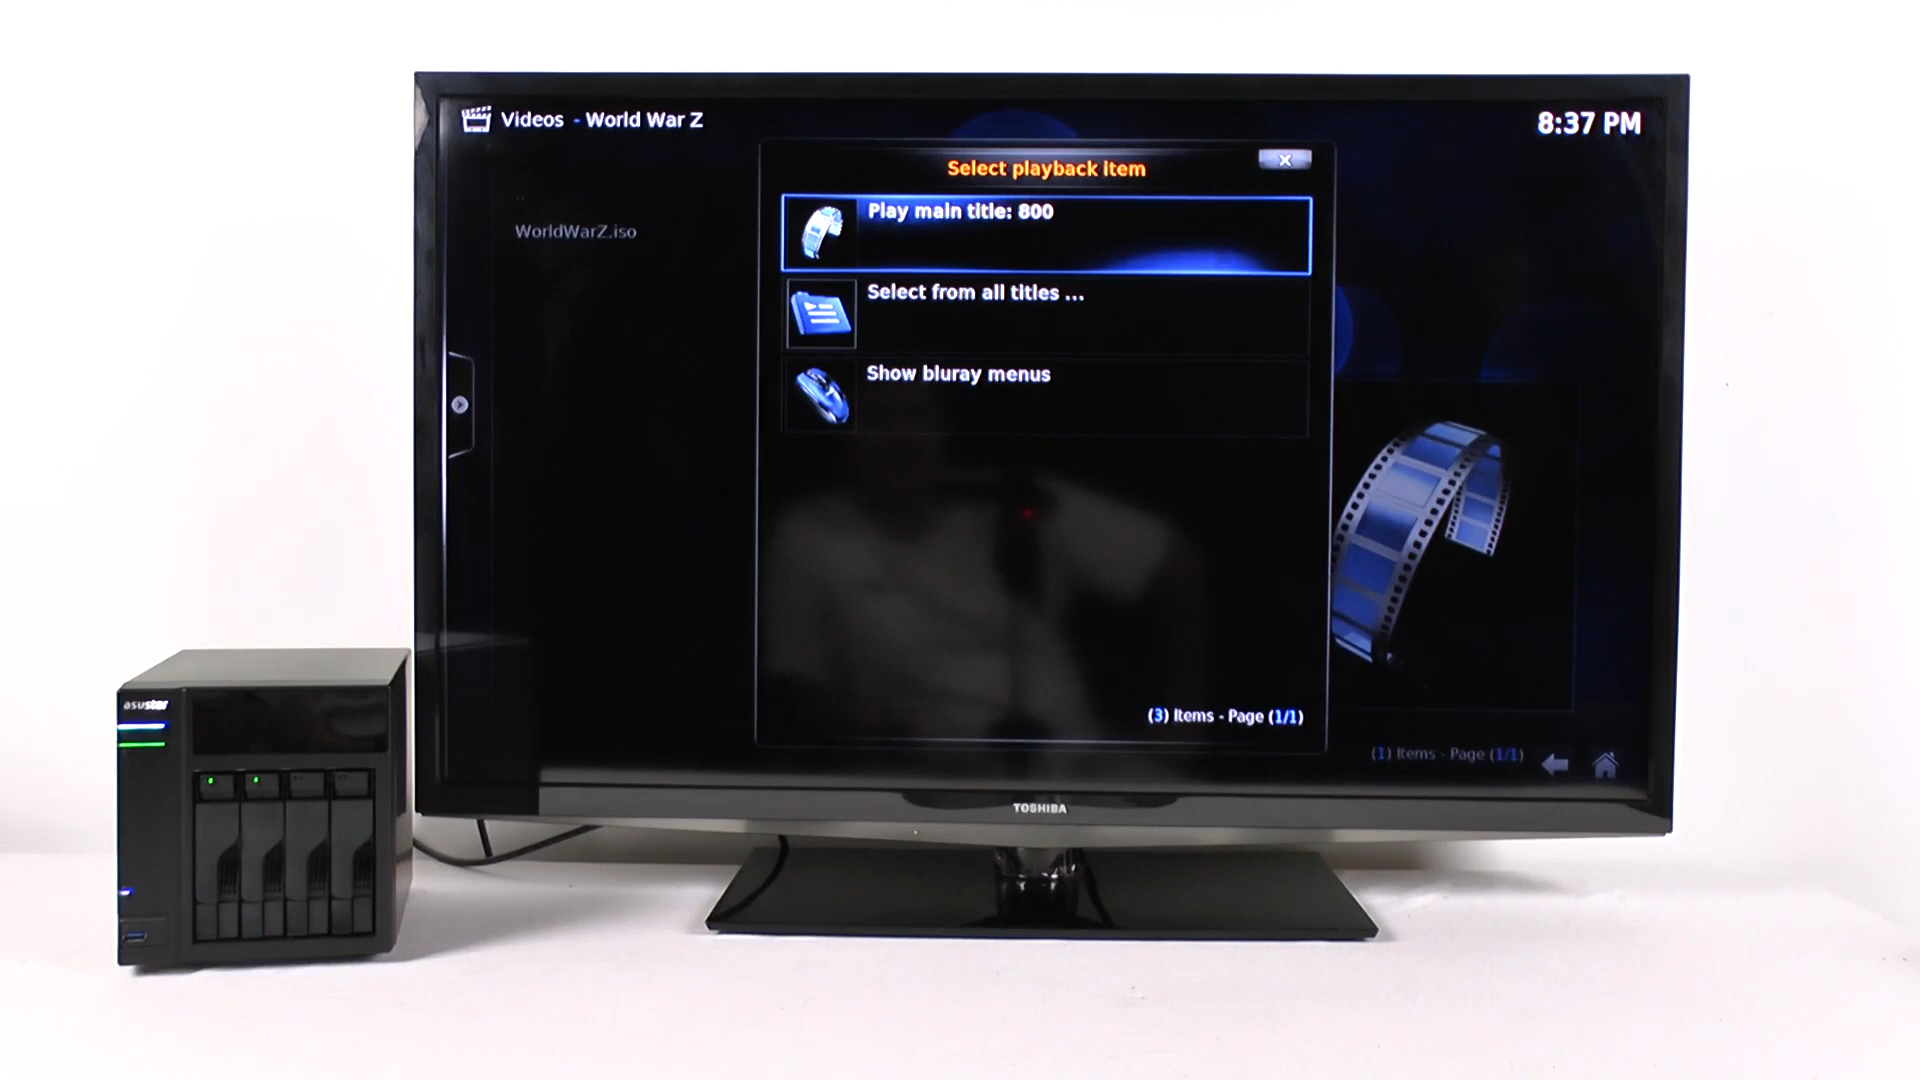 Videos - World War Z
8:37 PM
Select playback item
X
..
WorldWarZ.iso
Play main title: 800
Select from all titles ...
Show bluray menus
(3) Items - Page (1/1)
(1) Items - Page (1/1)
TOSHIBA
asustor